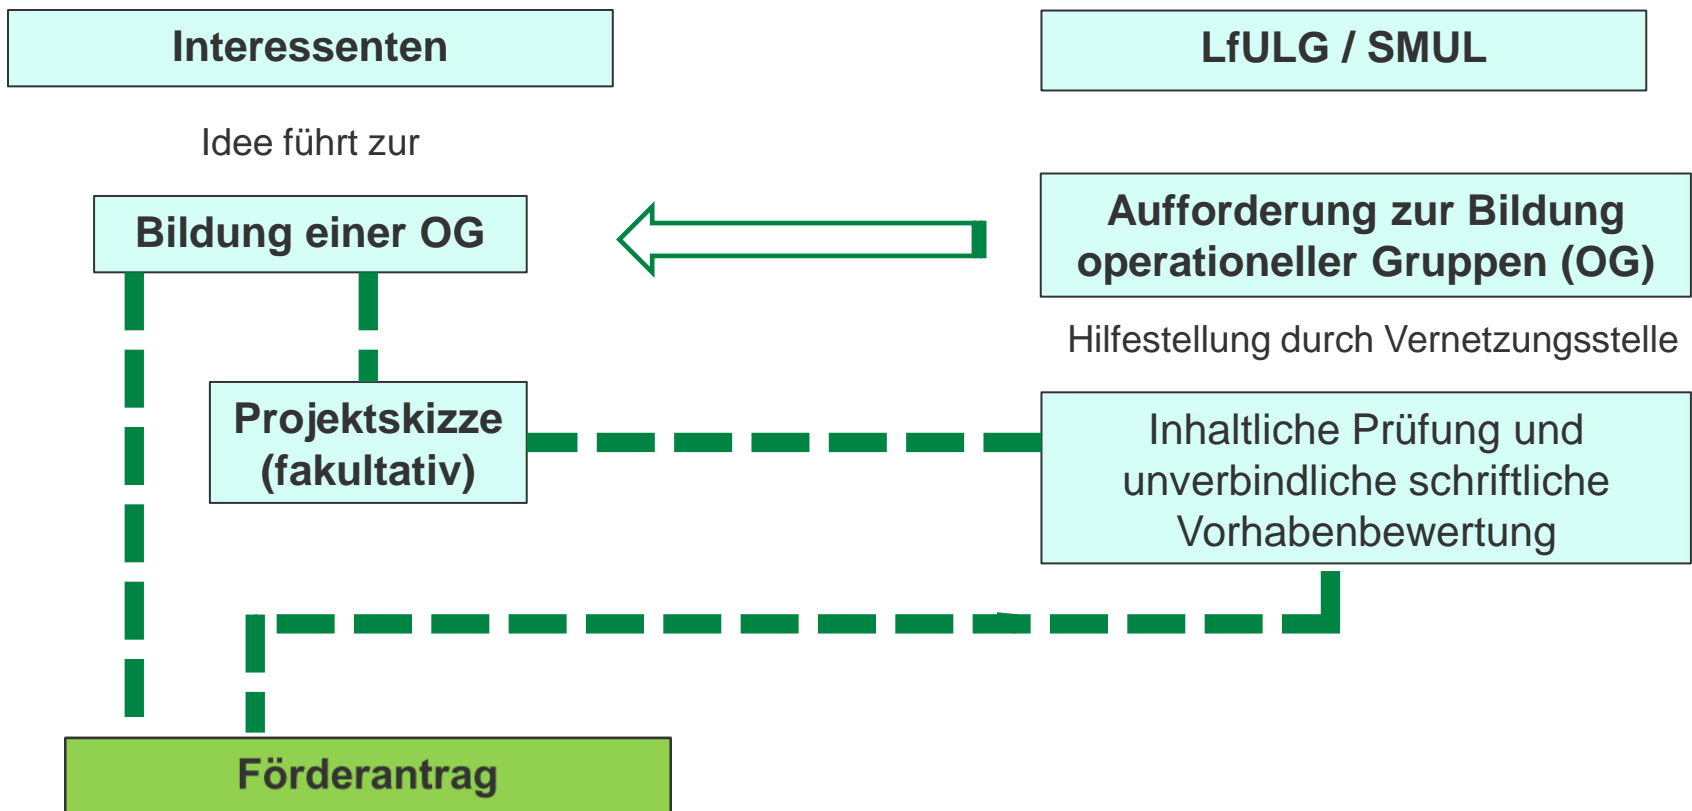 Interessenten
LfULG / SMUL
Idee führt zur
Bildung einer OG
Aufforderung zur Bildung
operationeller Gruppen (OG)
Hilfestellung durch Vernetzungsstelle
Projektskizze
(fakultativ)
Inhaltliche Prüfung und
unverbindliche schriftliche
Vorhabenbewertung
Förderantrag